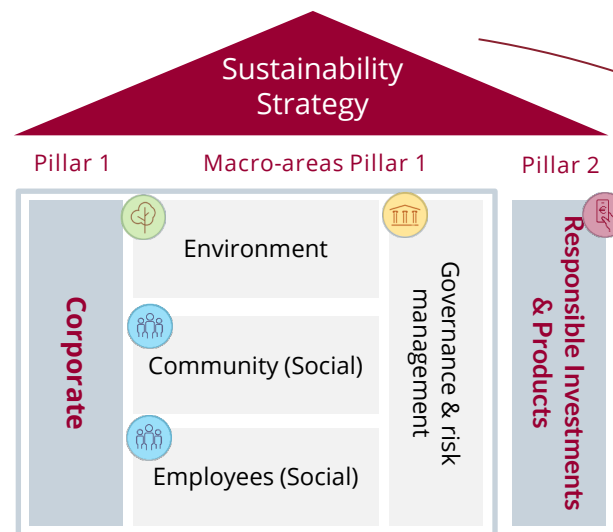 Sustainability
Strategy
Pillar 1
Macro-areas Pillar 1
Pillar 2
Corporate
Environment
Community (Social)
Employees (Social)
Governance & risk
management
Responsible Investments
& Products